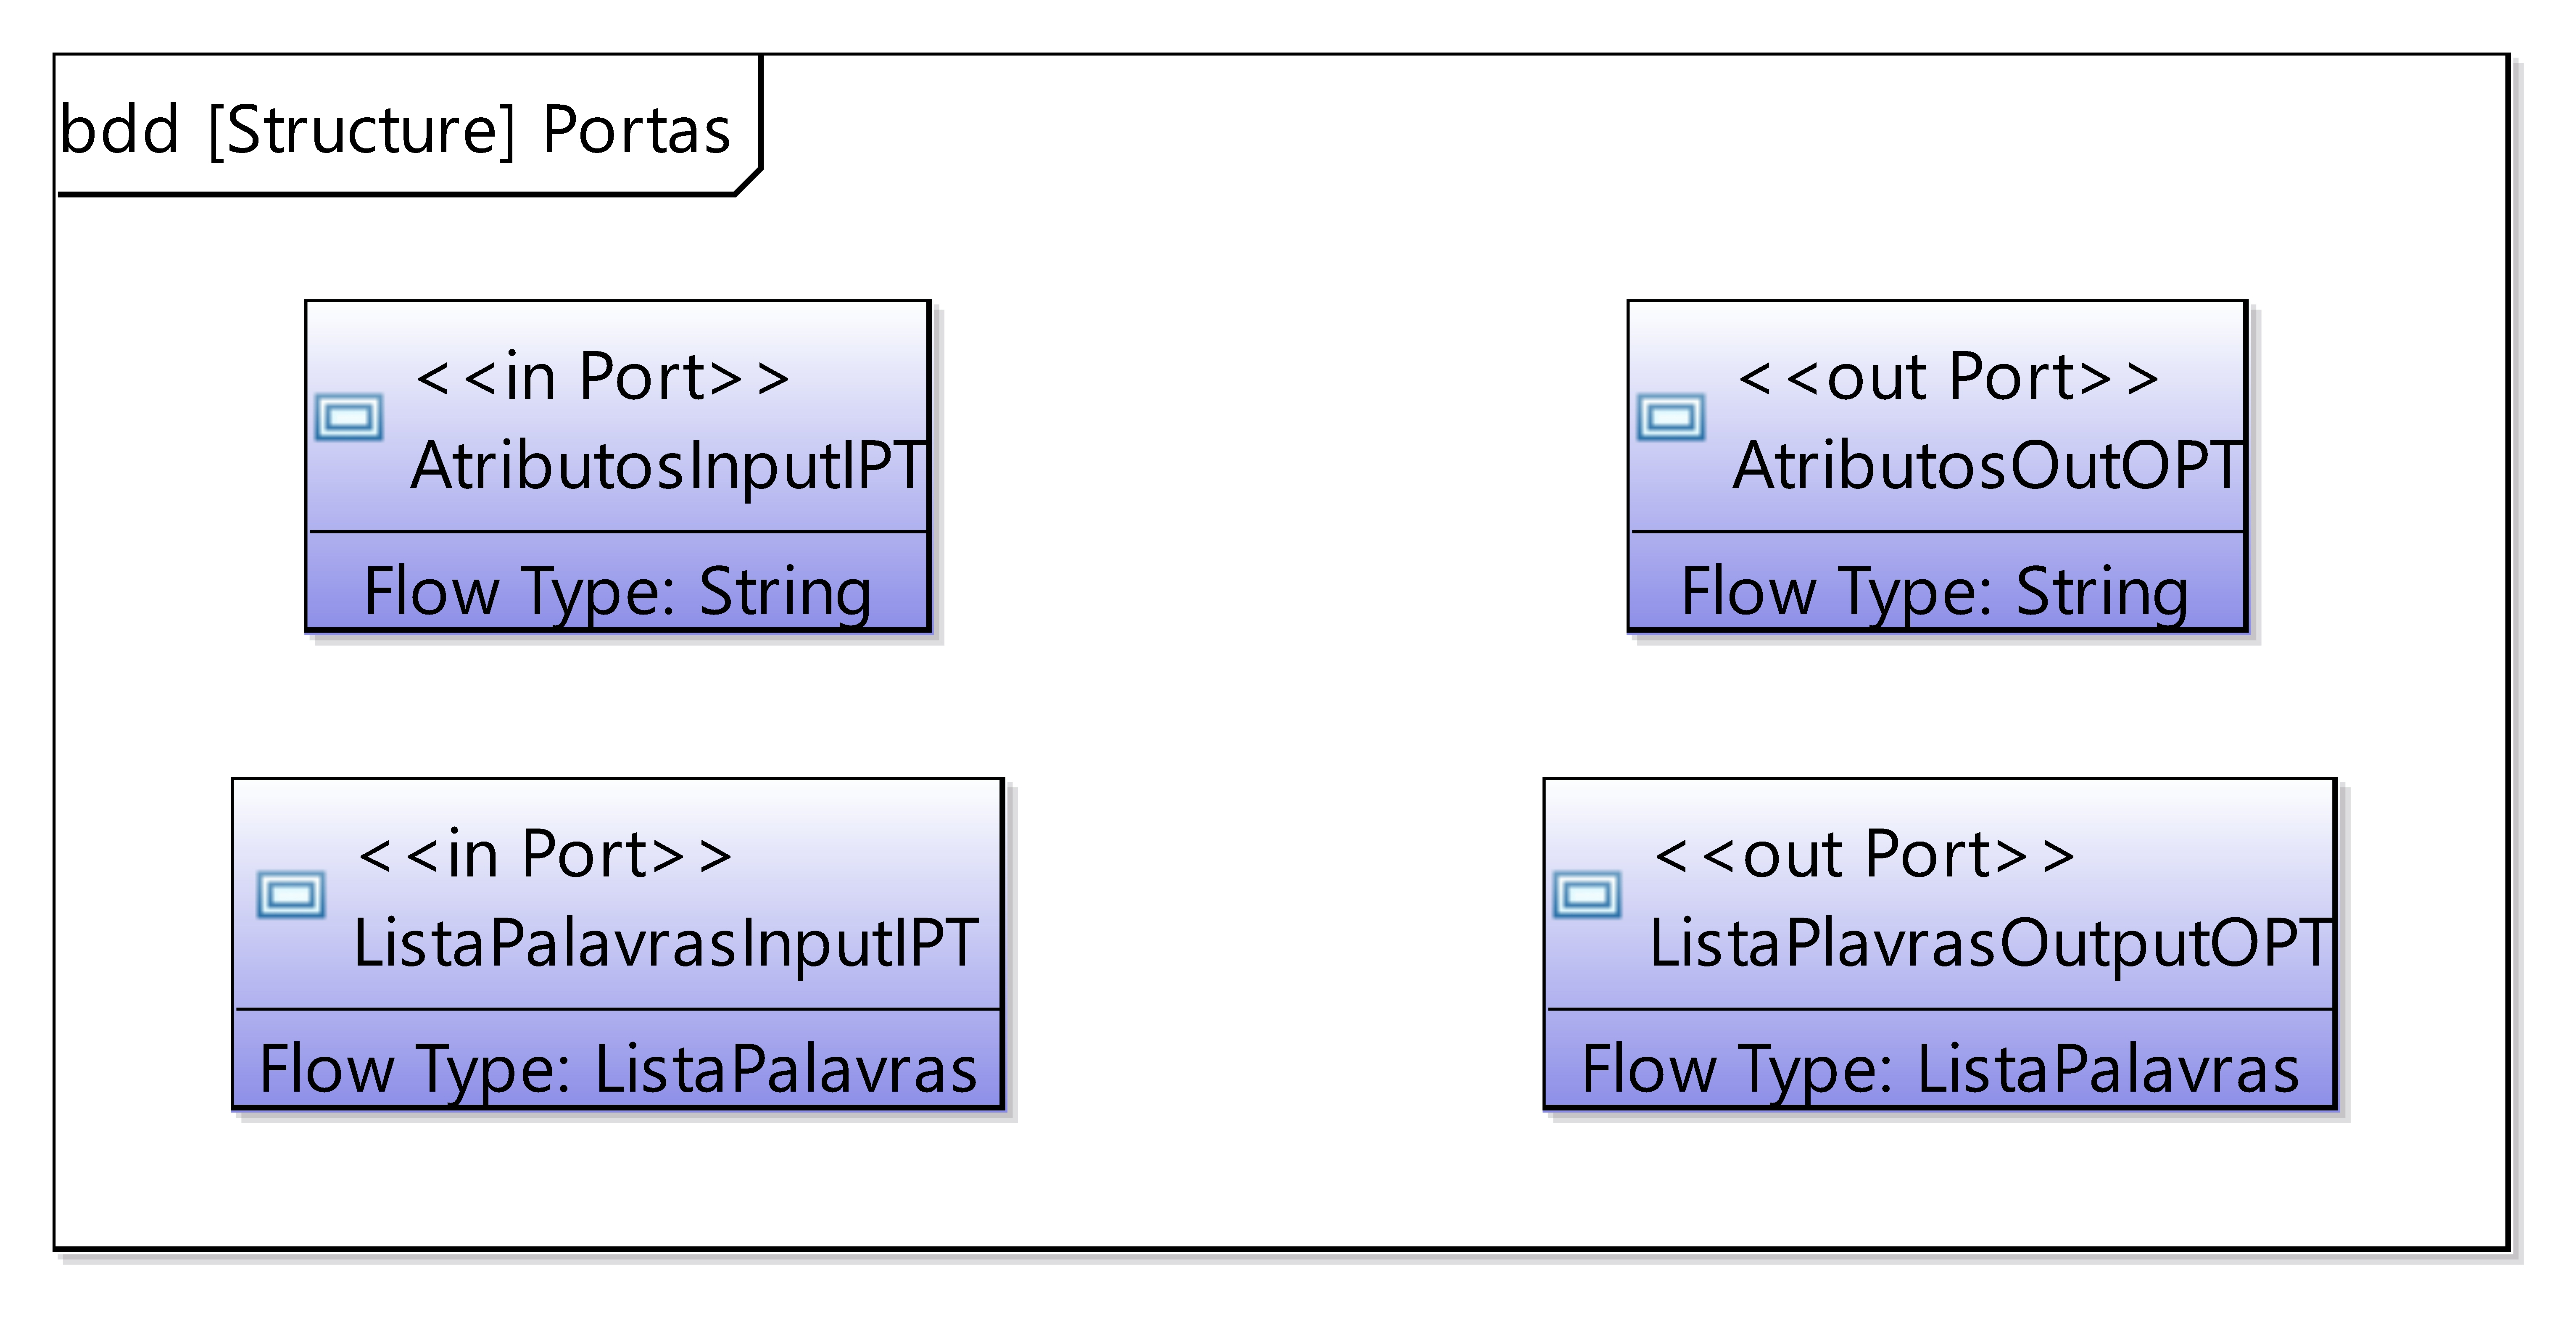 bdd [Structure] Portas
<<in Port>>
AtributosInputIPT
Flow Type: String
<<out Port>>
AtributosOutOPT
Flow Type: String
<<in Port>>
ListaPalavrasInputIPT
Flow Type: ListaPalavras
<<out Port>>
ListaPlavrasOutputOPT
Flow Type: ListaPalavras